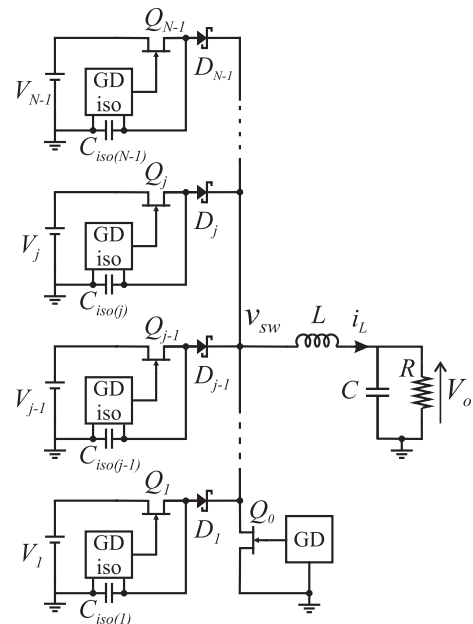 Q_{N-1}
V_{N-1}
GD
iso
D_{N-1}
C_{iso(N-1)}
Q_j
V_j
GD
iso
D_j
C_{iso(j)}
Q_{j-1}
v_{sw}
L
i_L
V_{j-1}
GD
iso
D_{j-1}
C
R
V_o
C_{iso(j-1)}
Q_1
Q_0
V_1
GD
iso
D_1
GD
C_{iso(1)}